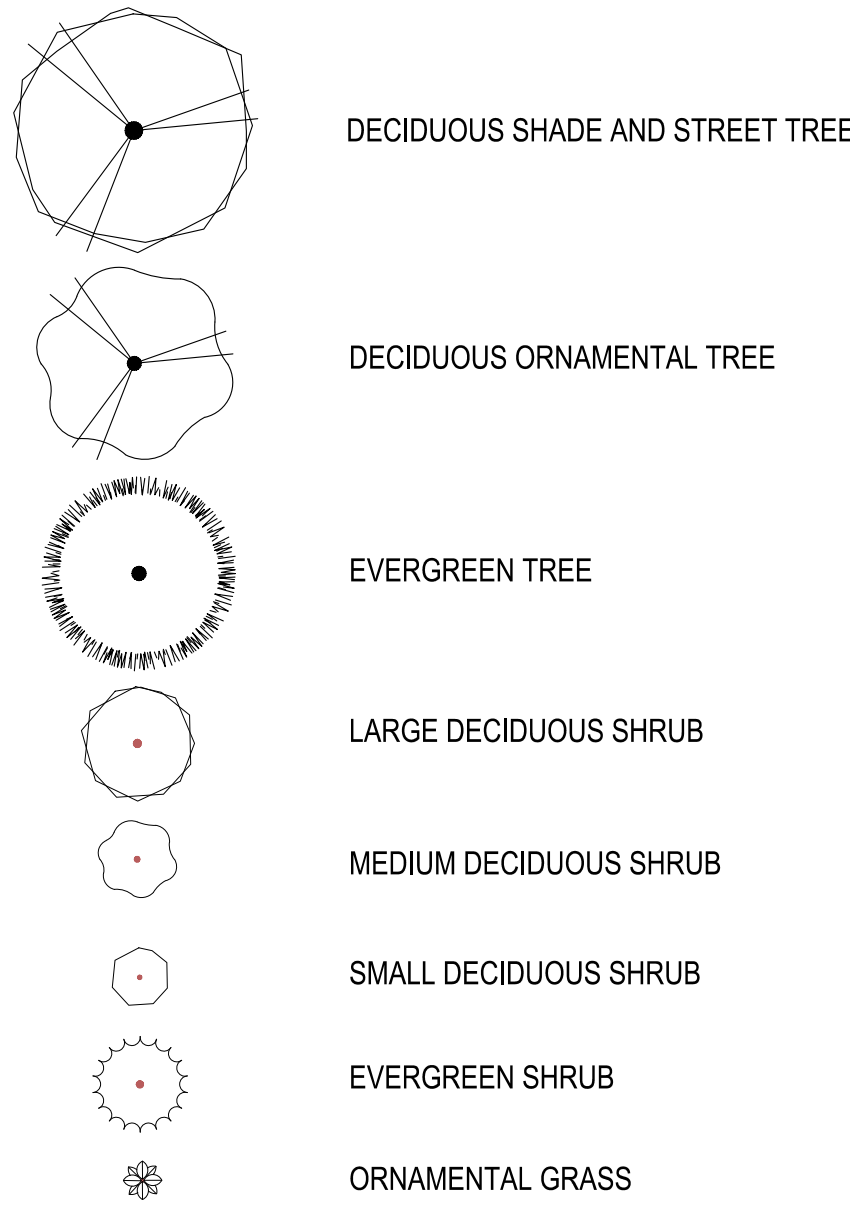 DECIDUOUS SHADE AND STREET TREE
DECIDUOUS ORNAMENTAL TREE
EVERGREEN TREE
LARGE DECIDUOUS SHRUB
MEDIUM DECIDUOUS SHRUB
SMALL DECIDUOUS SHRUB
EVERGREEN SHRUB
ORNAMENTAL GRASS